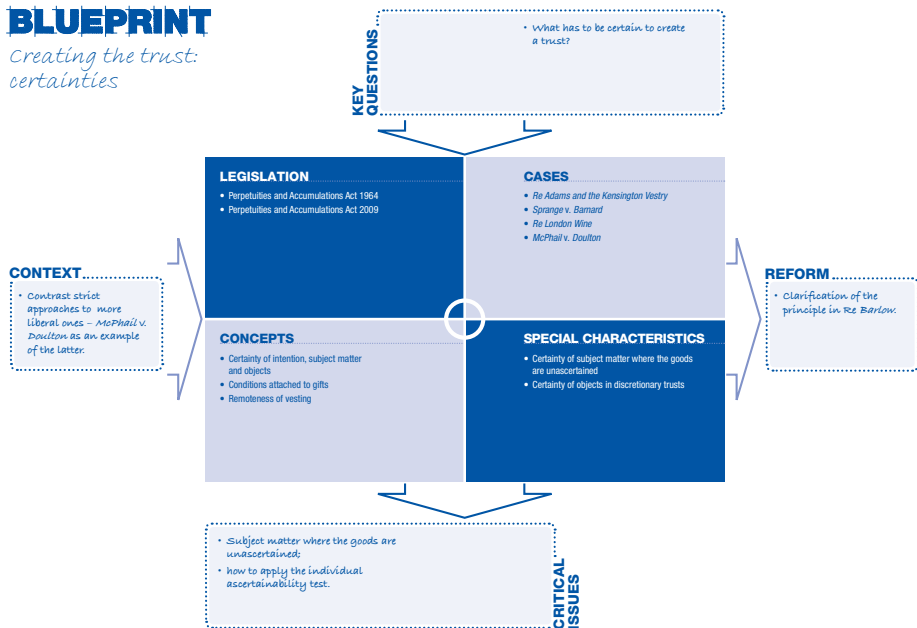 BLUEPRINT
Creating the trust:
certainties
KEY
QUESTIONS
• What has to be certain to create
a trust?
LEGISLATION
• Perpetuities and Accumulations Act 1964
• Perpetuities and Accumulations Act 2009
CASES
• Re Adams and the Kensington Vestry
• Sprange v. Barnard
• Re London Wine
• McPhail v. Doulton
CONTEXT
• Contrast strict
approaches to more
liberal ones – McPhail v.
Doulton as an example
of the latter.
REFORM
• Clarification of the
principle in Re Barlow.
CONCEPTS
• Certainty of intention, subject matter
and objects
• Conditions attached to gifts
• Remoteness of vesting
SPECIAL CHARACTERISTICS
• Certainty of subject matter where the goods
are unascertained
• Certainty of objects in discretionary trusts
• Subject matter where the goods are
unascertained;
• how to apply the individual
ascertainability test.
CRITICAL
ISSUES